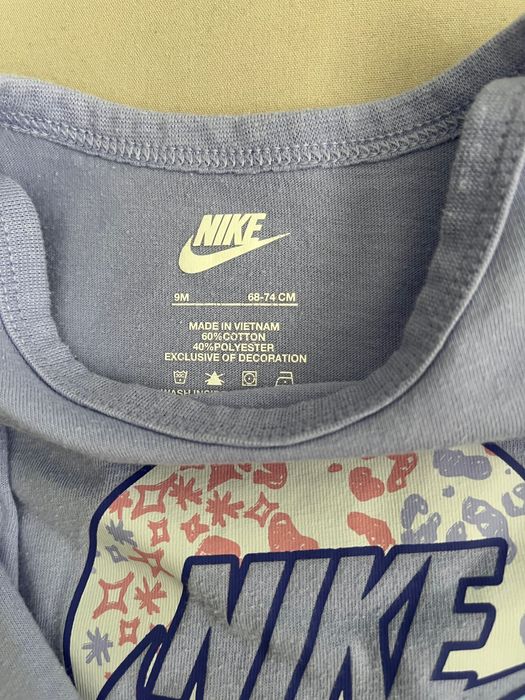 NIKE
9M 68-74 CM
MADE IN VIETNAM
60%COTTON
40%POLYESTER
EXCLUSIVE OF DECORATION
NIKE